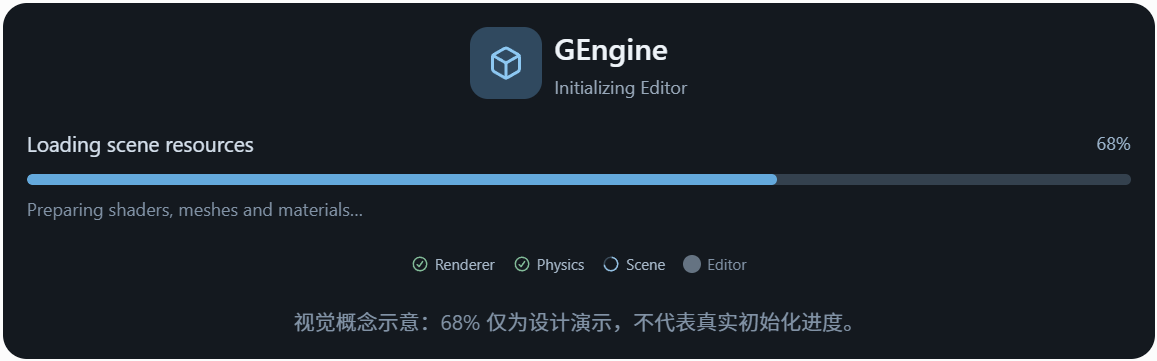 GEngine
Initializing Editor
Loading scene resources
68%
Preparing shaders, meshes and materials...
Renderer Physics Scene Editor
视觉概念示意：68% 仅为设计演示，不代表真实初始化进度。